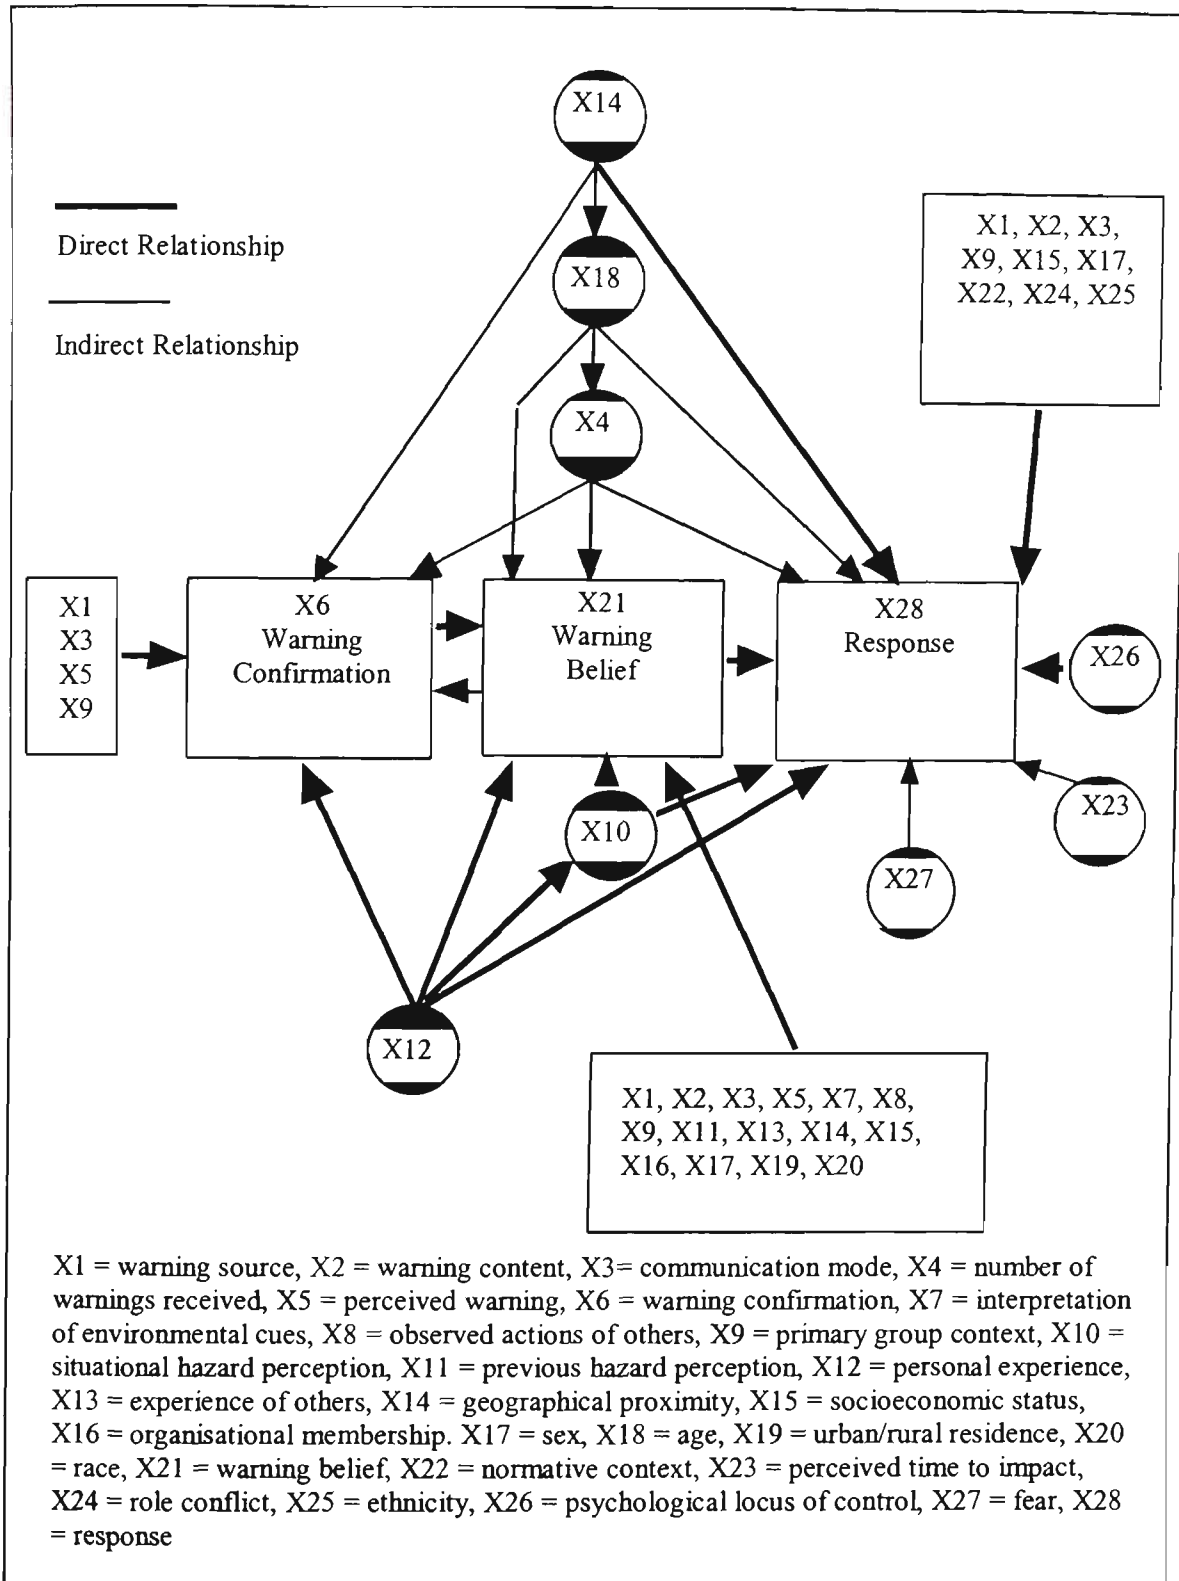 X14
Direct Relationship
Indirect Relationship
X18
X1, X2, X3,
X9, X15, X17,
X22, X24, X25
X4
X1
X3
X5
X9
X6
Warning
Confirmation
X21
Warning
Belief
X28
Response
X26
X10
X23
X27
X12
X1, X2, X3, X5, X7, X8,
X9, X11, X13, X14, X15,
X16, X17, X19, X20
X1 = warning source, X2 = warning content, X3= communication mode, X4 = number of
warnings received, X5 = perceived warning, X6 = warning confirmation, X7 = interpretation
of environmental cues, X8 = observed actions of others, X9 = primary group context, X10 =
situational hazard perception, X11 = previous hazard perception, X12 = personal experience,
X13 = experience of others, X14 = geographical proximity, X15 = socioeconomic status,
X16 = organisational membership. X17 = sex, X18 = age, X19 = urban/rural residence, X20
= race, X21 = warning belief, X22 = normative context, X23 = perceived time to impact,
X24 = role conflict, X25 = ethnicity, X26 = psychological locus of control, X27 = fear, X28
= response